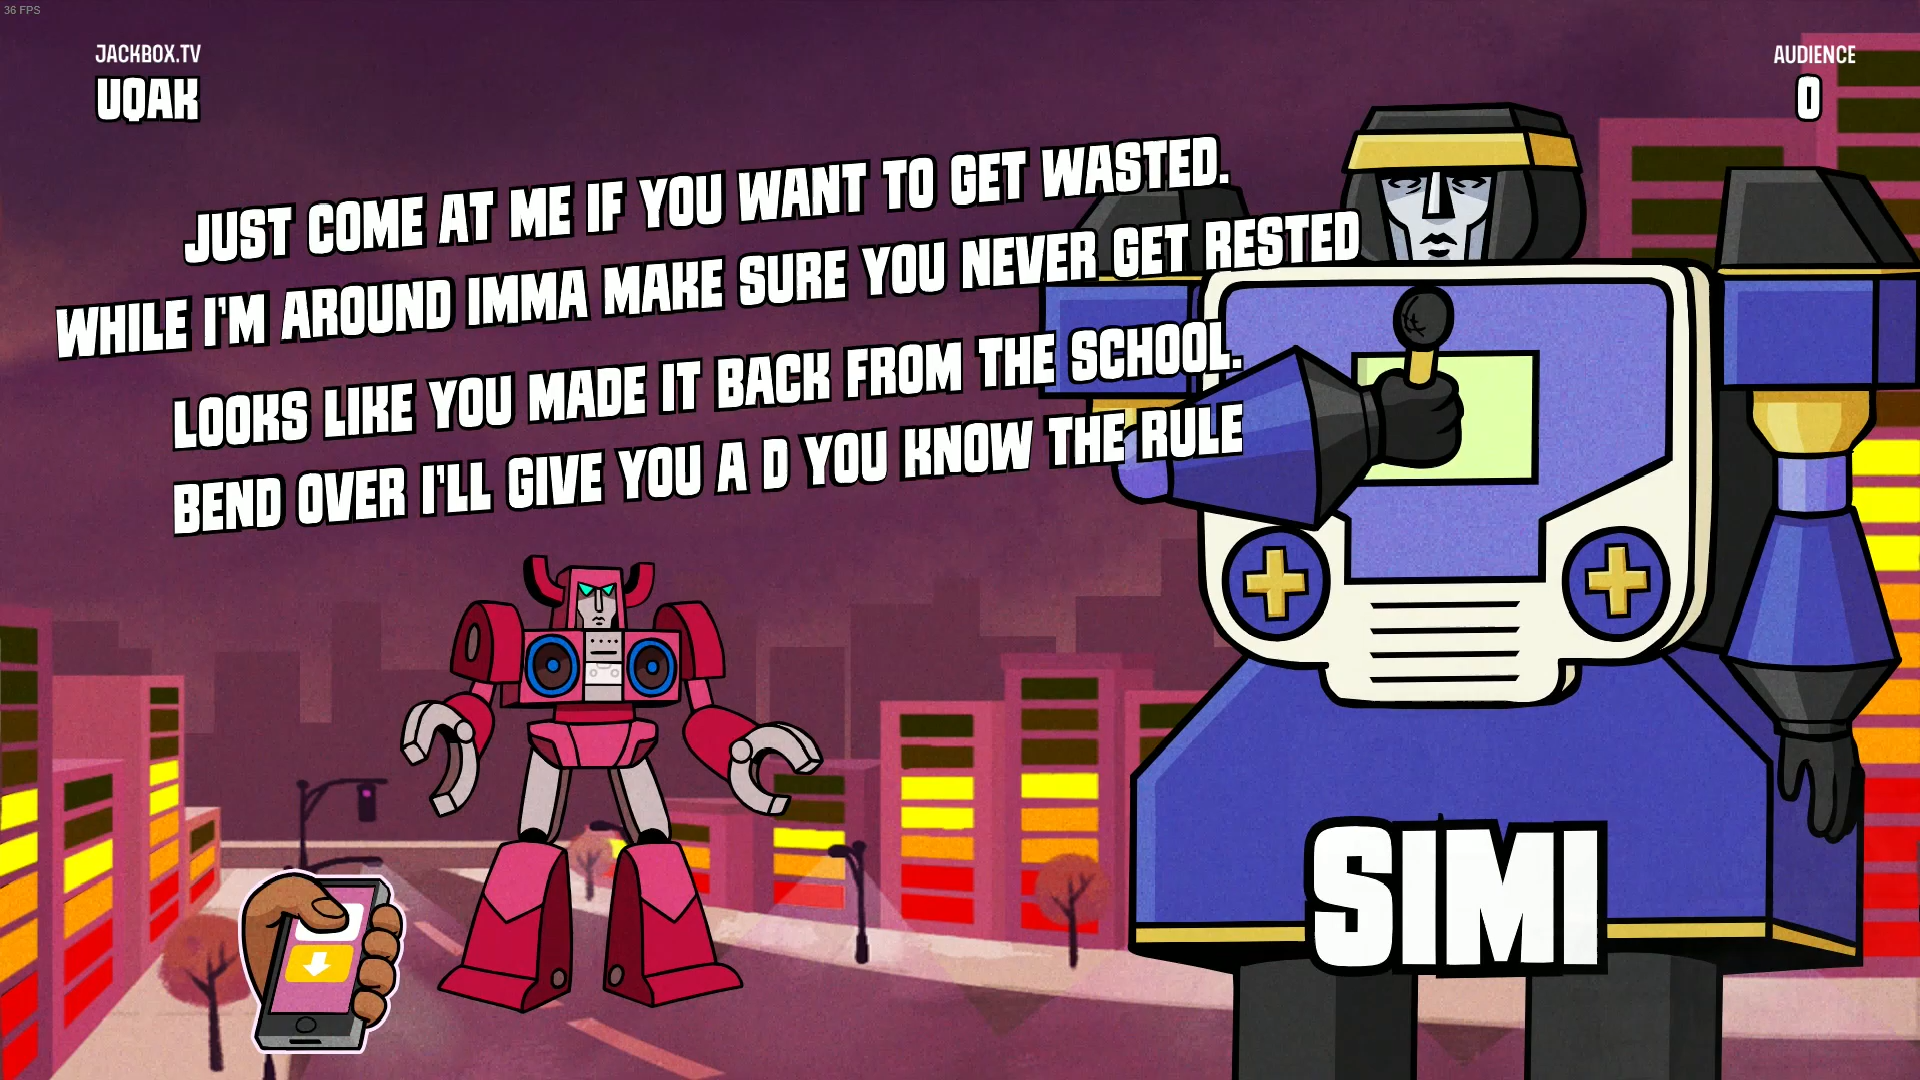 36 FPS
JACKBOX.TV
UQAK
AUDIENCE
0
JUST COME AT ME IF YOU WANT TO GET WASTED.
WHILE I'M AROUND IMMA MAKE SURE YOU NEVER GET RESTED
LOOKS LIKE YOU MADE IT BACK FROM THE SCHOOL.
BEND OVER I'LL GIVE YOU A D YOU KNOW THE RULE
SIMI